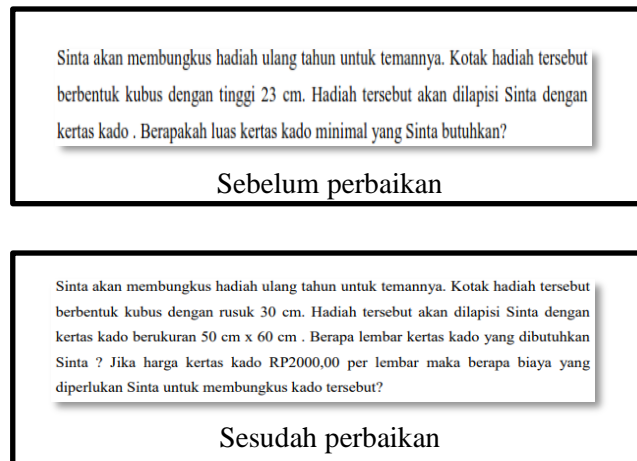 Sinta akan membungkus hadiah ulang tahun untuk temannya. Kotak hadiah tersebut
berbentuk kubus dengan tinggi 23 cm. Hadiah tersebut akan dilapisi Sinta dengan
kertas kado . Berapakah luas kertas kado minimal yang Sinta butuhkan?
Sebelum perbaikan
Sinta akan membungkus hadiah ulang tahun untuk temannya. Kotak hadiah tersebut
berbentuk kubus dengan rusuk 30 cm. Hadiah tersebut akan dilapisi Sinta dengan
kertas kado berukuran 50 cm x 60 cm . Berapa lembar kertas kado yang dibutuhkan
Sinta ? Jika harga kertas kado RP2000,00 per lembar maka berapa biaya yang
diperlukan Sinta untuk membungkus kado tersebut?
Sesudah perbaikan